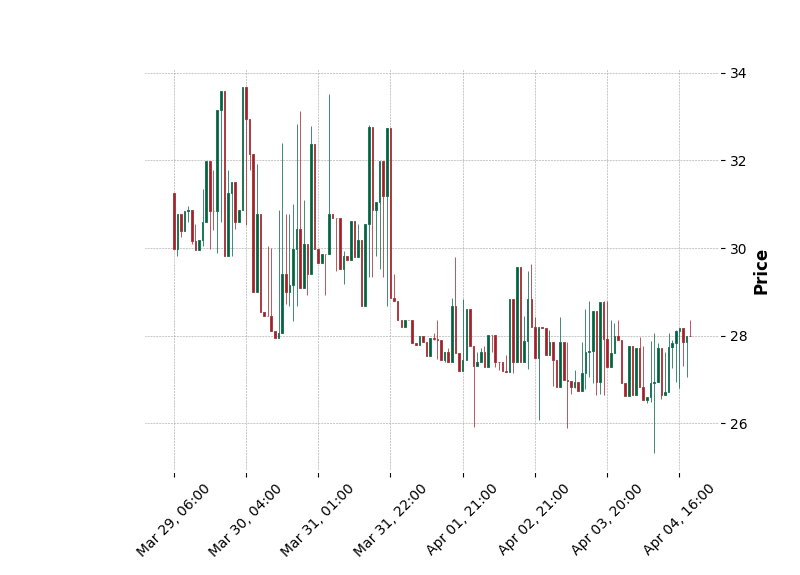 34
32
30
28
26
Price
Mar 29, 06:00
Mar 30, 04:00
Mar 31, 01:00
Mar 31, 22:00
Apr 01, 21:00
Apr 02, 21:00
Apr 03, 20:00
Apr 04, 16:00